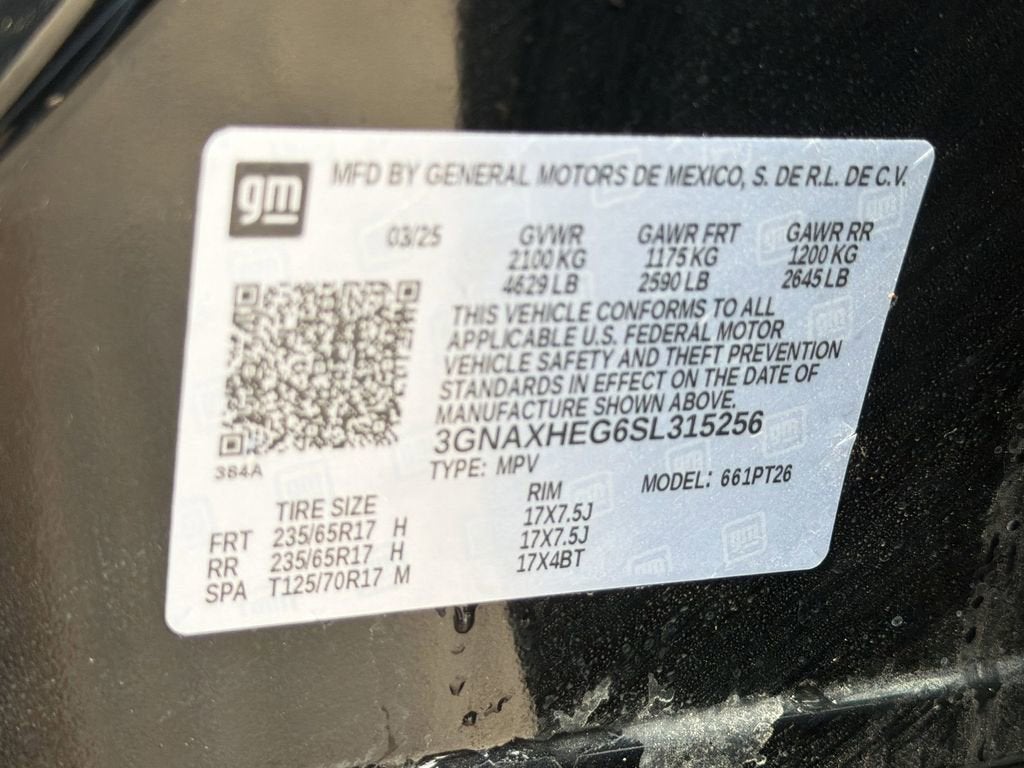 gm
MFD BY GENERAL MOTORS DE MEXICO, S. DE R.L. DE C.V.
03/25 GVWR GAWR FRT GAWR RR
2100 KG 1175 KG 1200 KG
4629 LB 2590 LB 2645 LB
THIS VEHICLE CONFORMS TO ALL
APPLICABLE U.S. FEDERAL MOTOR
VEHICLE SAFETY AND THEFT PREVENTION
STANDARDS IN EFFECT ON THE DATE OF
MANUFACTURE SHOWN ABOVE.
3GNAXHEG6SL315256
384A
TYPE: MPV MODEL: 661PT26
TIRE SIZE RIM
FRT 235/65R17 H 17X7.5J
RR 235/65R17 H 17X7.5J
SPA T125/70R17 M 17X4BT